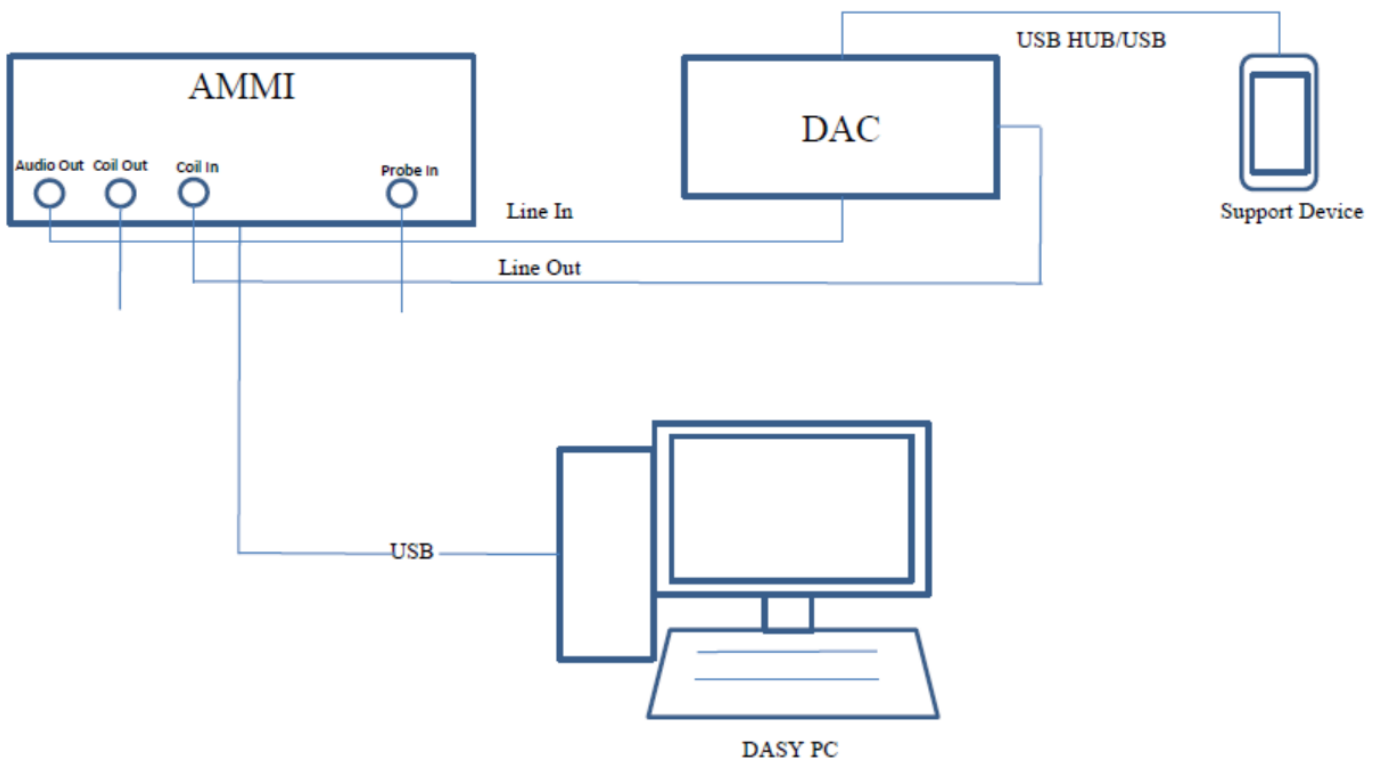 USB HUB/USB
AMMI
DAC
Audio Out
Coil Out
Coil In
Probe In
Line In
Support Device
Line Out
USB
DASY PC